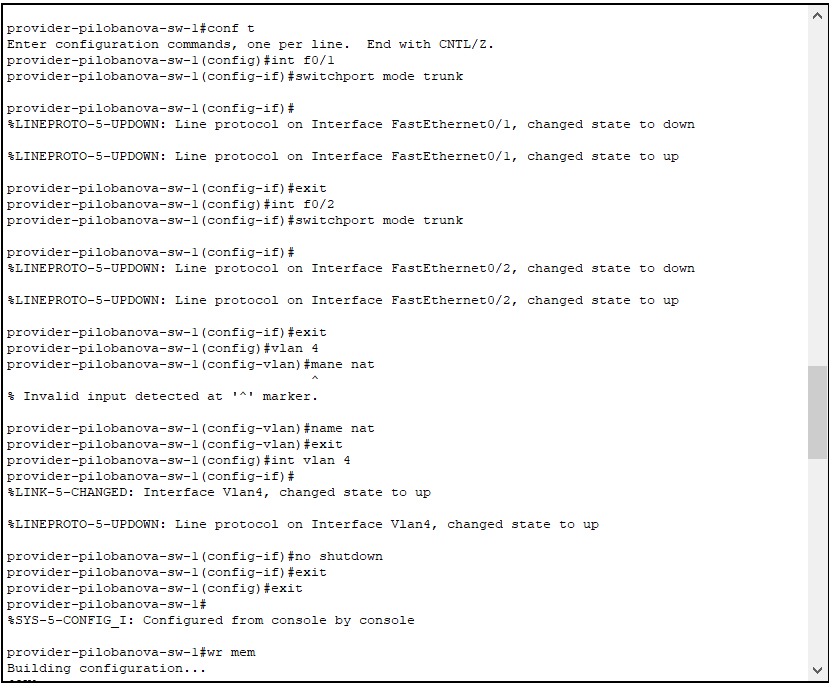 provider-pilobanova-sw-1#conf t
Enter configuration commands, one per line.  End with CNTL/Z.
provider-pilobanova-sw-1(config)#int f0/1
provider-pilobanova-sw-1(config-if)#switchport mode trunk
provider-pilobanova-sw-1(config-if)#
%LINEPROTO-5-UPDOWN: Line protocol on Interface FastEthernet0/1, changed state to down
%LINEPROTO-5-UPDOWN: Line protocol on Interface FastEthernet0/1, changed state to up
provider-pilobanova-sw-1(config-if)#exit
provider-pilobanova-sw-1(config)#int f0/2
provider-pilobanova-sw-1(config-if)#switchport mode trunk
provider-pilobanova-sw-1(config-if)#
%LINEPROTO-5-UPDOWN: Line protocol on Interface FastEthernet0/2, changed state to down
%LINEPROTO-5-UPDOWN: Line protocol on Interface FastEthernet0/2, changed state to up
provider-pilobanova-sw-1(config-if)#exit
provider-pilobanova-sw-1(config)#vlan 4
provider-pilobanova-sw-1(config-vlan)#mane nat
^
% Invalid input detected at '^' marker.
provider-pilobanova-sw-1(config-vlan)#name nat
provider-pilobanova-sw-1(config-vlan)#exit
provider-pilobanova-sw-1(config)#int vlan 4
provider-pilobanova-sw-1(config-if)#
%LINK-5-CHANGED: Interface Vlan4, changed state to up
%LINEPROTO-5-UPDOWN: Line protocol on Interface Vlan4, changed state to up
provider-pilobanova-sw-1(config-if)#no shutdown
provider-pilobanova-sw-1(config-if)#exit
provider-pilobanova-sw-1(config)#exit
provider-pilobanova-sw-1#
%SYS-5-CONFIG_I: Configured from console by console
provider-pilobanova-sw-1#wr mem
Building configuration...